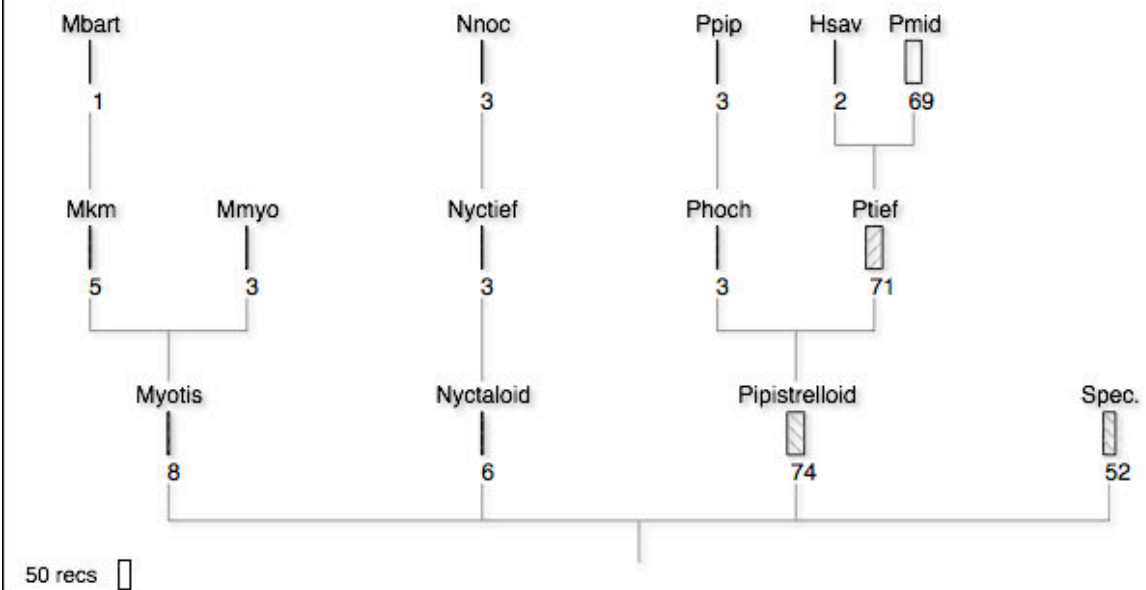 Mbart Nnoc Ppip Hsav Pmid
1 3 3 2 69
Mkm Mmyo Nyctief Phoch Ptief
5 3 3 3 71
Myotis Nyctaloid Pipistrelloid Spec.
8 6 74 52
50 recs